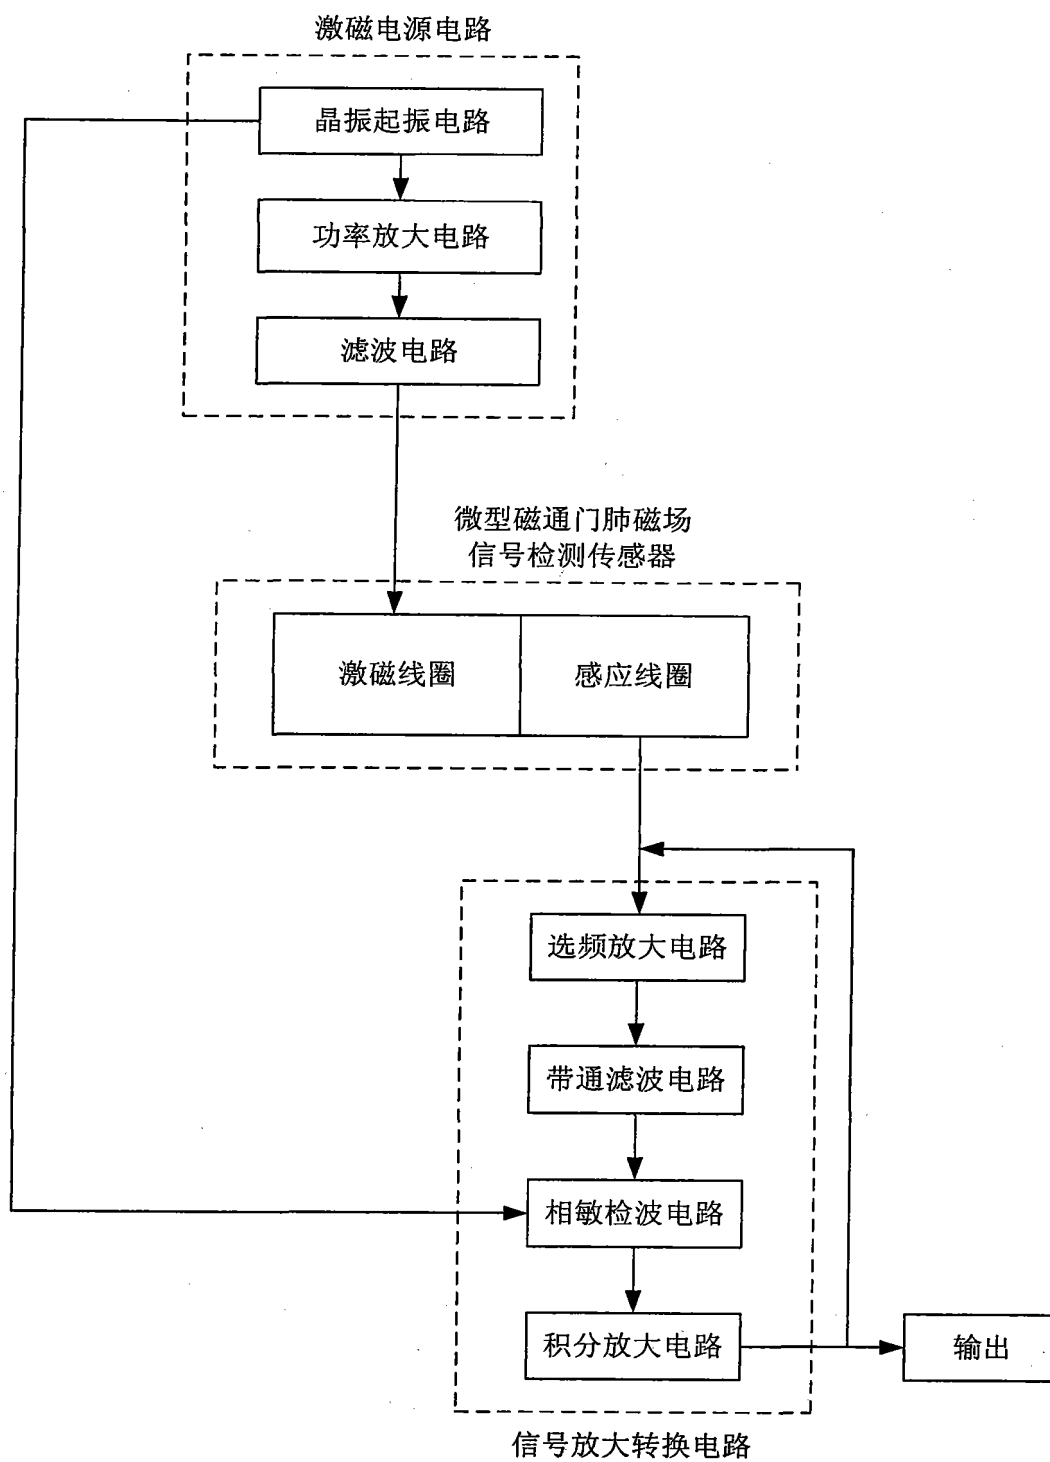 激磁电源电路
晶振起振电路
功率放大电路
滤波电路
微型磁通门肺磁场
信号检测传感器
激磁线圈
感应线圈
选频放大电路
带通滤波电路
相敏检波电路
积分放大电路
输出
信号放大转换电路